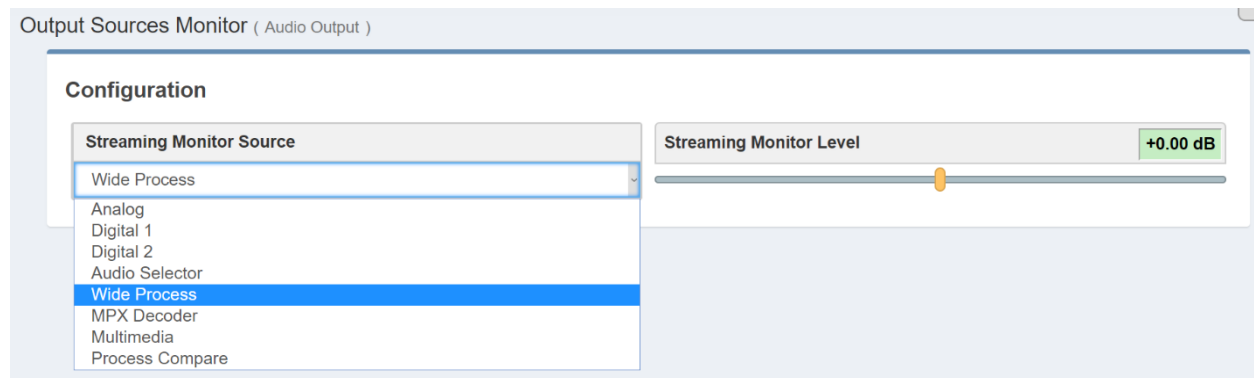 Output Sources Monitor ( Audio Output )
Configuration
Streaming Monitor Source
Streaming Monitor Level
+0.00 dB
Wide Process
Analog
Digital 1
Digital 2
Audio Selector
Wide Process
MPX Decoder
Multimedia
Process Compare